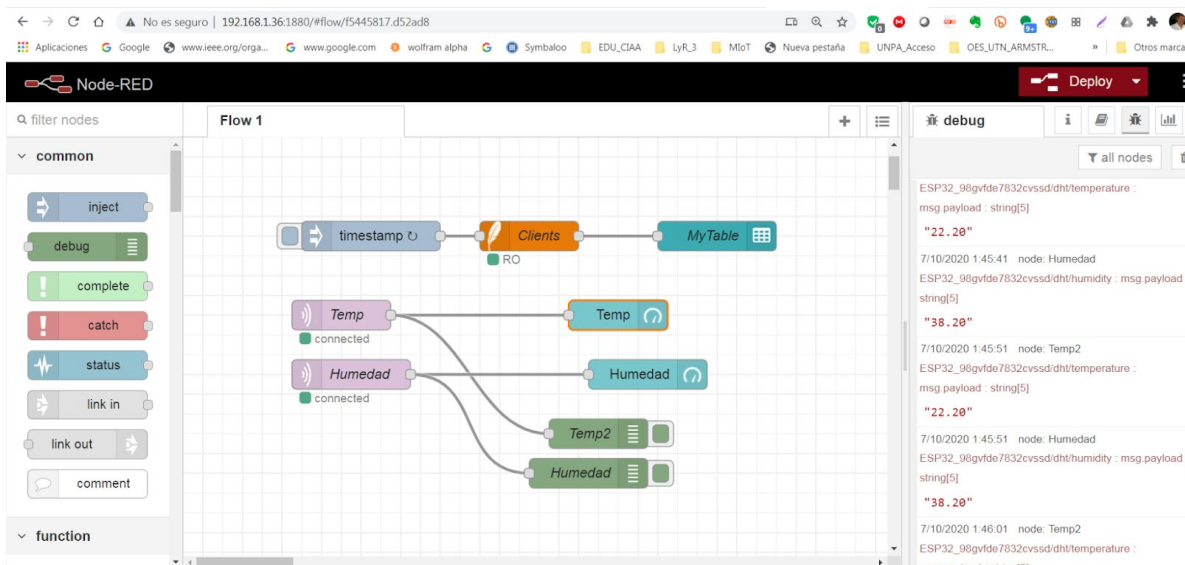 No es seguro | 192.168.1.36:1880/#flow/f5445817.d52ad8
9+
Aplicaciones Google www.ieee.org/orga... www.google.com wolfram alpha Symbaloo EDU_CIAA LyR_3 MIoT Nueva pestaña UNPA_Acceso OES_UTN_ARMSTR... » Otros marca
Node-RED Deploy
filter nodes
Flow 1
debug
common
all nodes
inject
debug
complete
catch
status
link in
link out
comment
function
timestamp ↻
Clients
MyTable
RO
Temp
connected
Temp
Humedad
connected
Humedad
Temp2
Humedad
ESP32_98gvfde7832cvssd/dht/temperature :
msg.payload : string[5]
"22.20"
7/10/2020 1:45:41 node: Humedad
ESP32_98gvfde7832cvssd/dht/humidity : msg.payload
string[5]
"38.20"
7/10/2020 1:45:51 node: Temp2
ESP32_98gvfde7832cvssd/dht/temperature :
msg.payload : string[5]
"22.20"
7/10/2020 1:45:51 node: Humedad
ESP32_98gvfde7832cvssd/dht/humidity : msg.payload
string[5]
"38.20"
7/10/2020 1:46:01 node: Temp2
ESP32_98gvfde7832cvssd/dht/temperature :